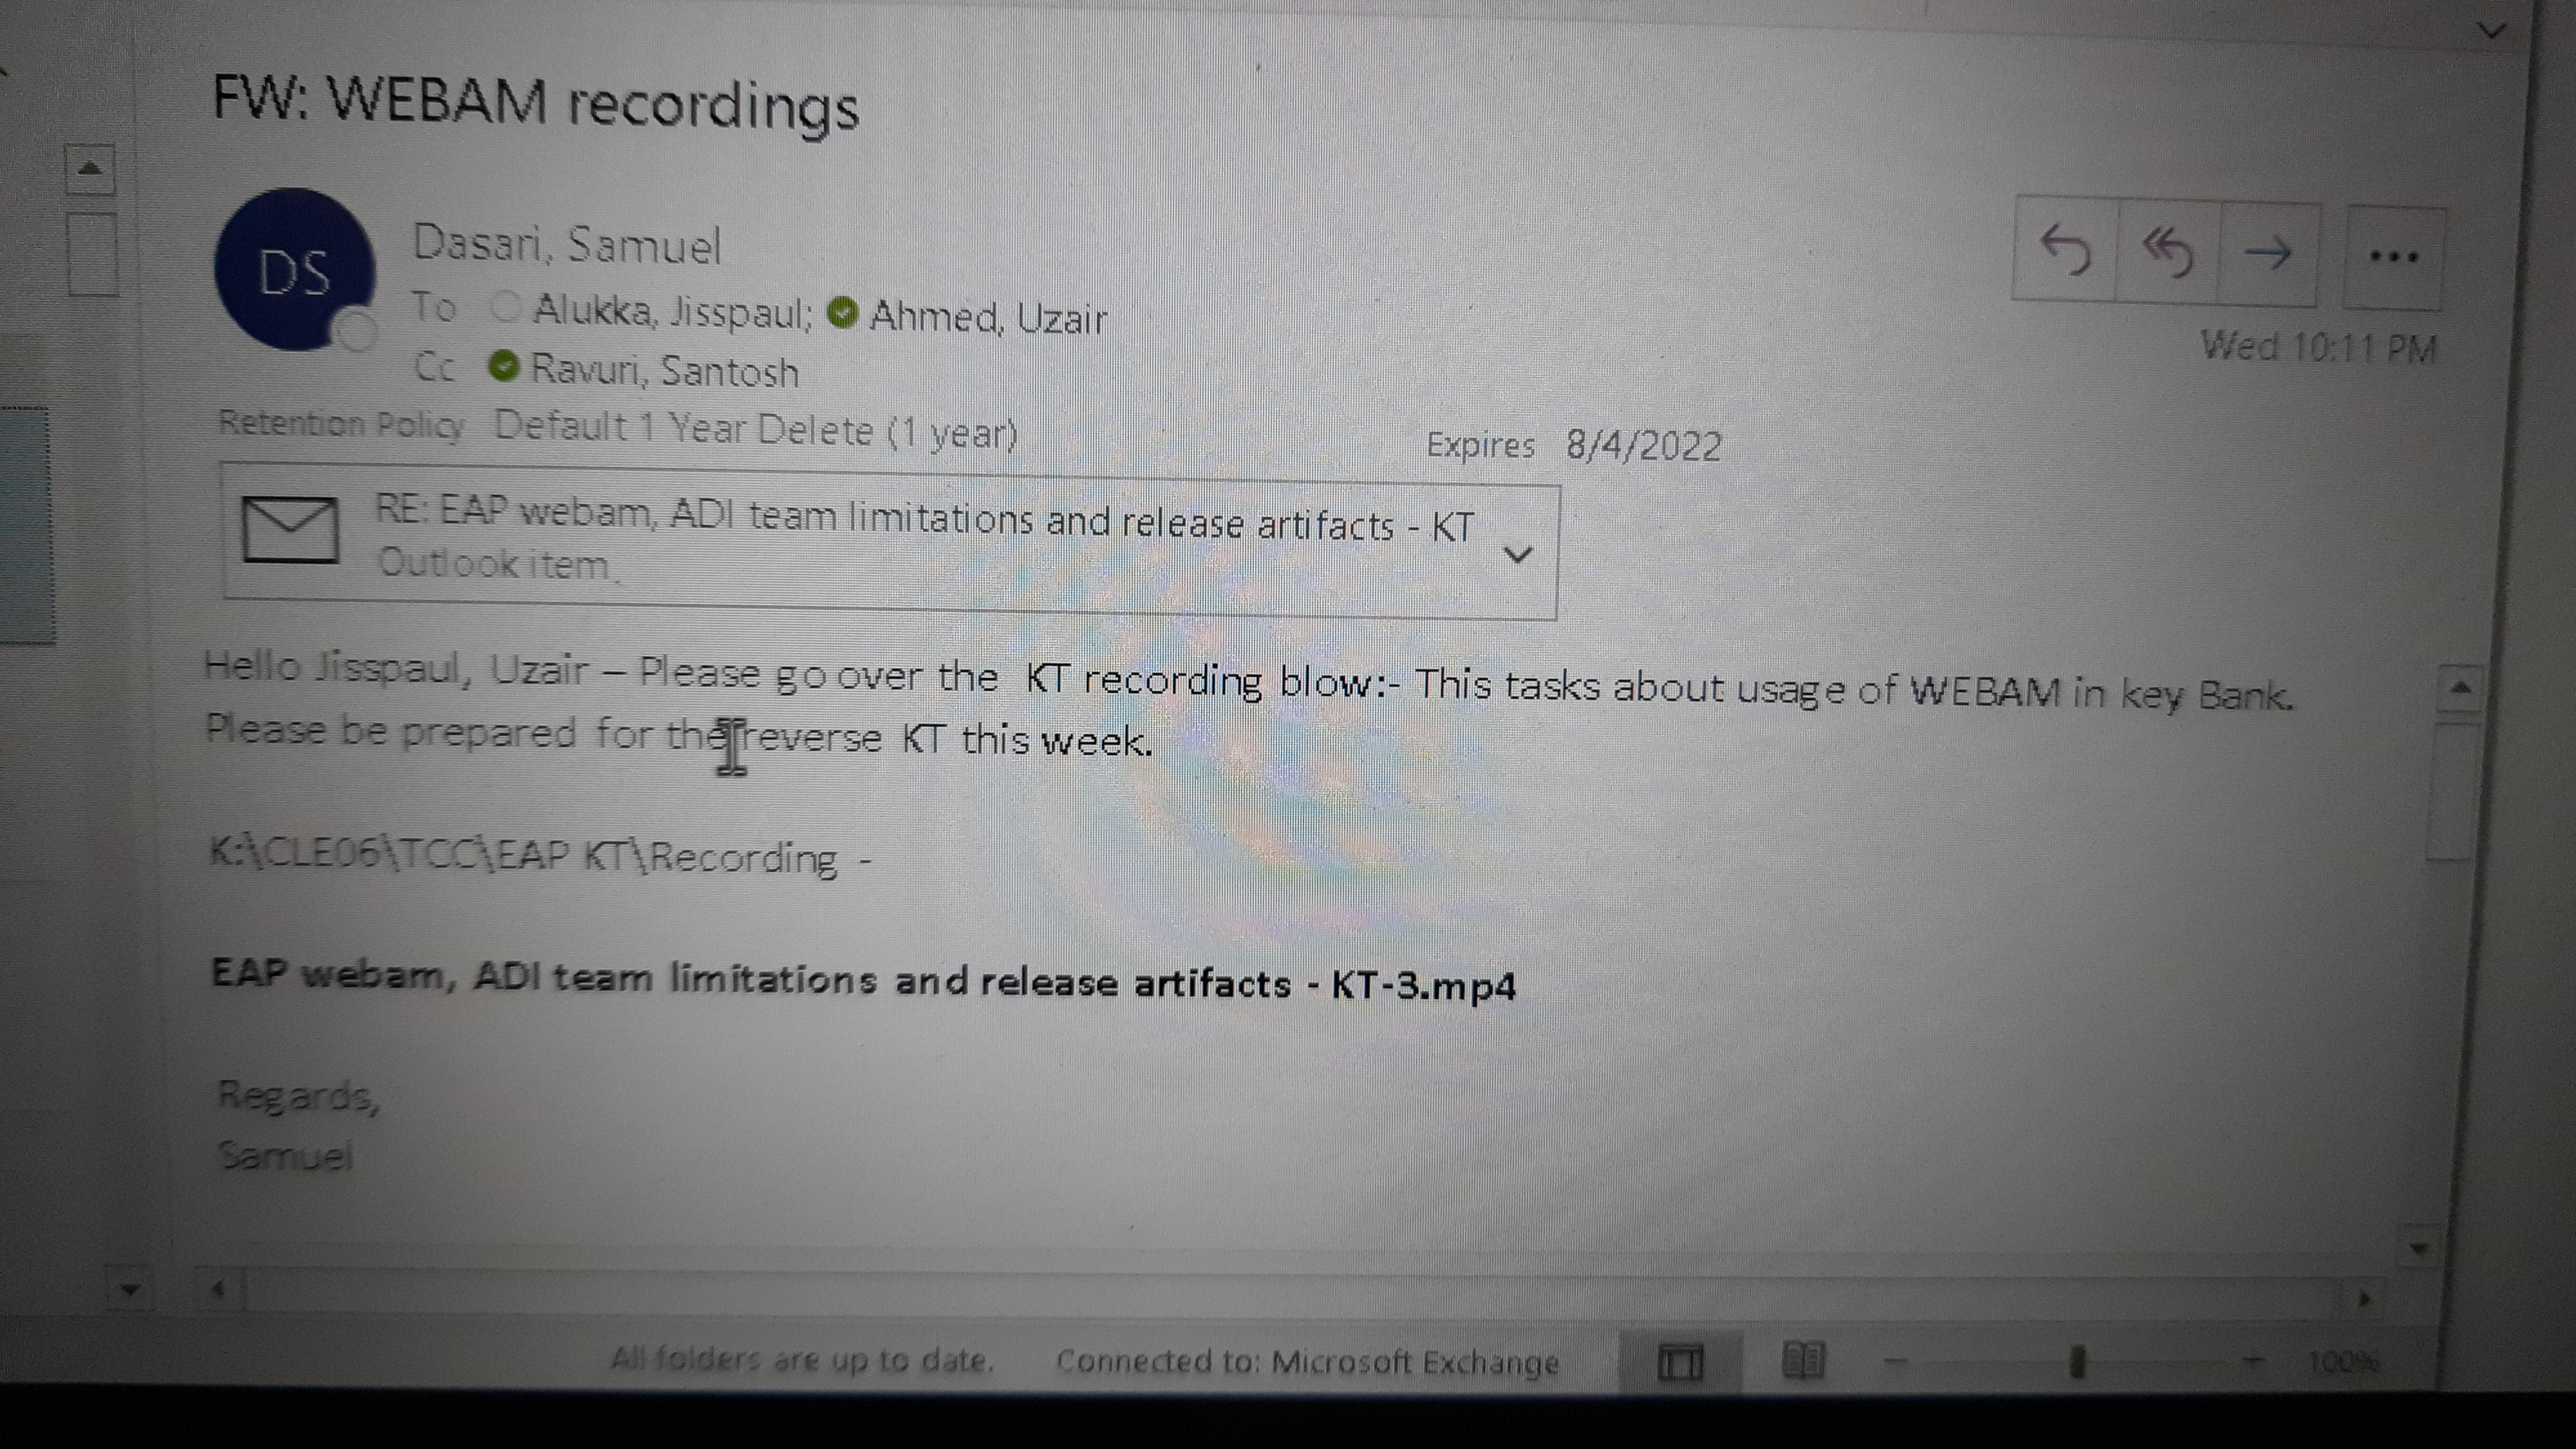 FW: WEBAM recordings
DS
Dasari, Samuel
To Alukka, Jisspaul; Ahmed, Uzair
Cc Ravuri, Santosh
Wed 10:11 PM
Retention Policy Default 1 Year Delete (1 year)
Expires 8/4/2022
RE: EAP webam, ADI team limitations and release artifacts - KT
Outlook item
Hello Jisspaul, Uzair – Please go over the KT recording blow:- This tasks about usage of WEBAM in key Bank.
Please be prepared for the reverse KT this week.
K:\CLE06\TCC\EAP KT\Recording -
EAP webam, ADI team limitations and release artifacts - KT-3.mp4
Regards,
Samuel
All folders are up to date. Connected to: Microsoft Exchange 100%